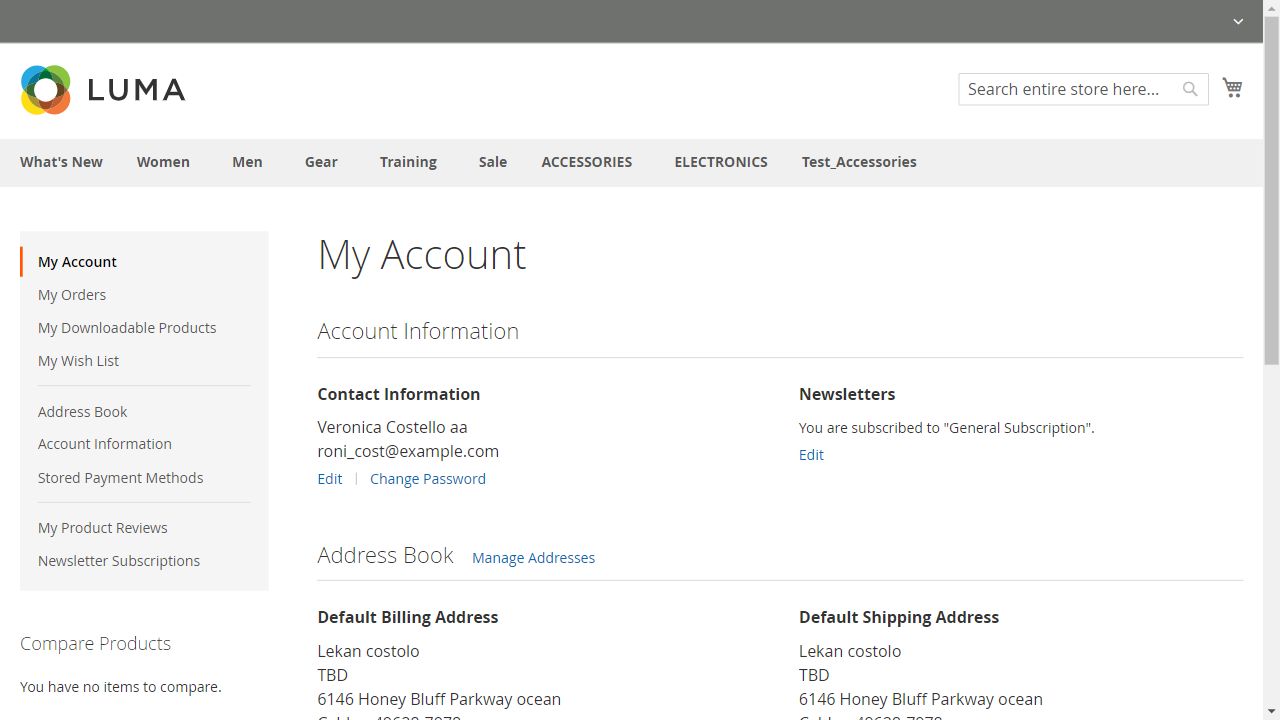 LUMA
Search entire store here...
What's New Women Men Gear Training Sale ACCESSORIES ELECTRONICS Test_Accessories
My Account
My Orders
My Downloadable Products
My Wish List
Address Book
Account Information
Stored Payment Methods
My Product Reviews
Newsletter Subscriptions
Compare Products
You have no items to compare.
My Account
Account Information
Contact Information
Veronica Costello aa
roni_cost@example.com
Edit | Change Password
Newsletters
You are subscribed to "General Subscription".
Edit
Address Book Manage Addresses
Default Billing Address
Lekan costolo
TBD
6146 Honey Bluff Parkway ocean
Default Shipping Address
Lekan costolo
TBD
6146 Honey Bluff Parkway ocean